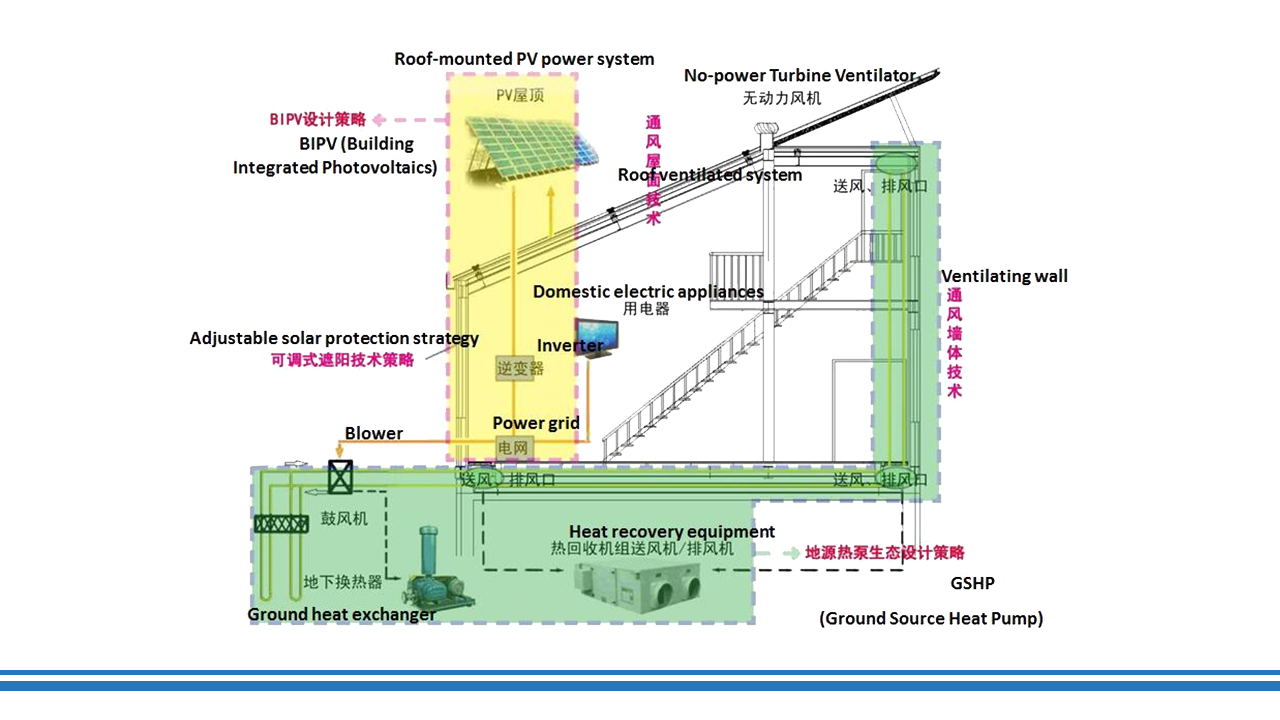 Roof-mounted PV power system
No-power Turbine Ventilator
无动力风机
PV屋顶
BIPV设计策略
BIPV (Building
Integrated Photovoltaics)
通风屋面技术
Roof ventilated system
送风、排风口
Ventilating wall
通风墙体技术
Domestic electric appliances
用电器
Adjustable solar protection strategy
可调式遮阳技术策略
Inverter
逆变器
Power grid
电网
Blower
送风、排风口
送风、排风口
鼓风机
Heat recovery equipment
热回收机组送风机/排风机
地源热泵生态设计策略
地下换热器
GSHP
Ground heat exchanger
(Ground Source Heat Pump)